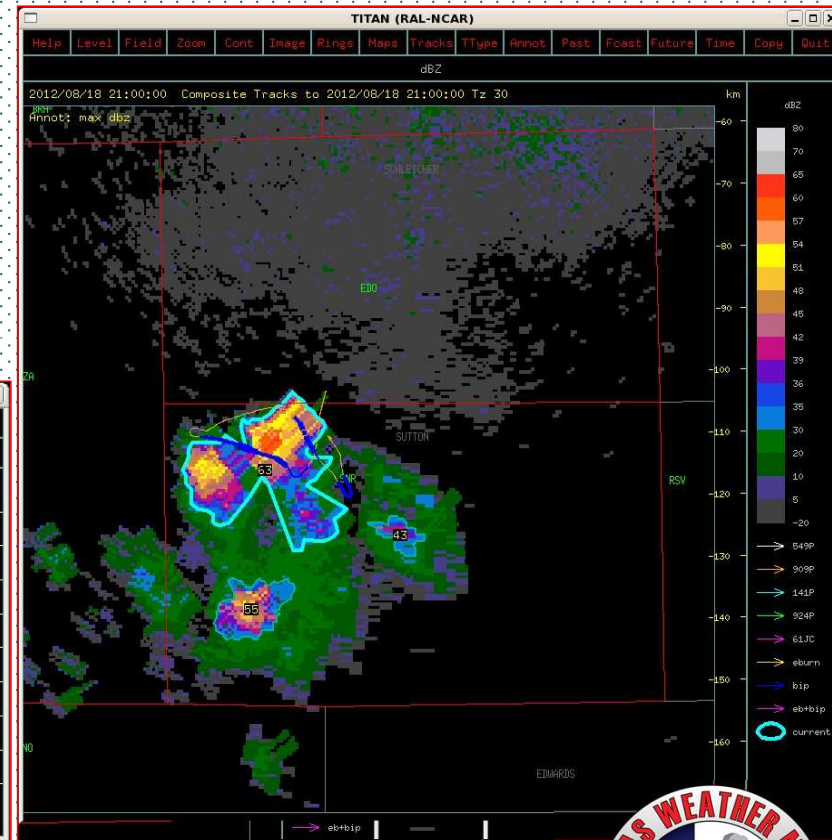 TITAN (RAL-NCAR)
Help Level Field Zoom Cont Image Rings Maps Tracks TType Annot Past Fcast Future Time Copy Quit
dBZ
2012/08/18 21:00:00 Composite Tracks to 2012/08/18 21:00:00 Tz 30 km
Annot: max dbz
dBZ
80
70
65
60
57
54
51
48
45
42
39
36
35
30
20
10
5
-20
549P
909P
141P
924P
61JC
eburn
bip
eb+bip
current
-60
-70
-80
-90
-100
-110
-120
-130
-140
-150
-160
SCHLEICHER
EDO
ZA
SUTTON
63
RSV
43
55
NO
EDWARDS
eb+bip
AS WEATHER M